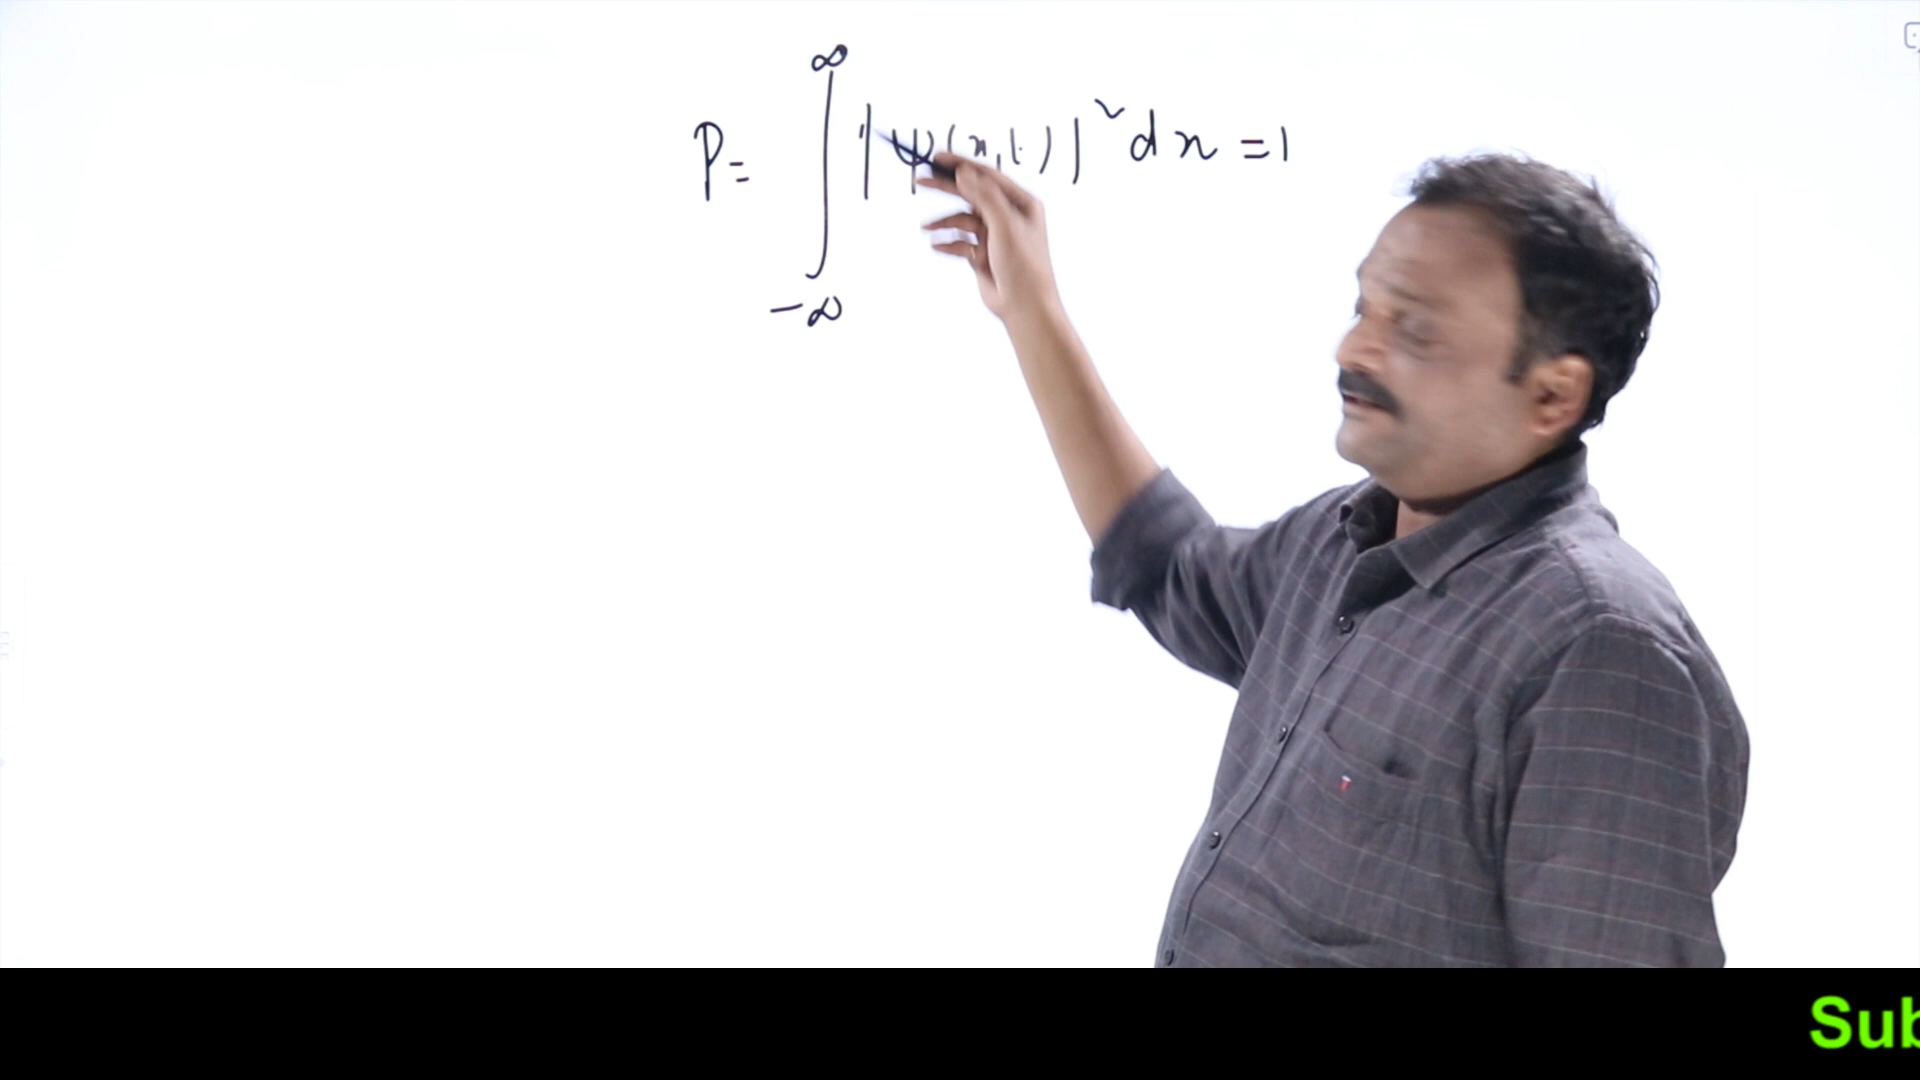 P = ∫_{-∞}^{∞} |ψ(x,t)|² dx = 1
Sub